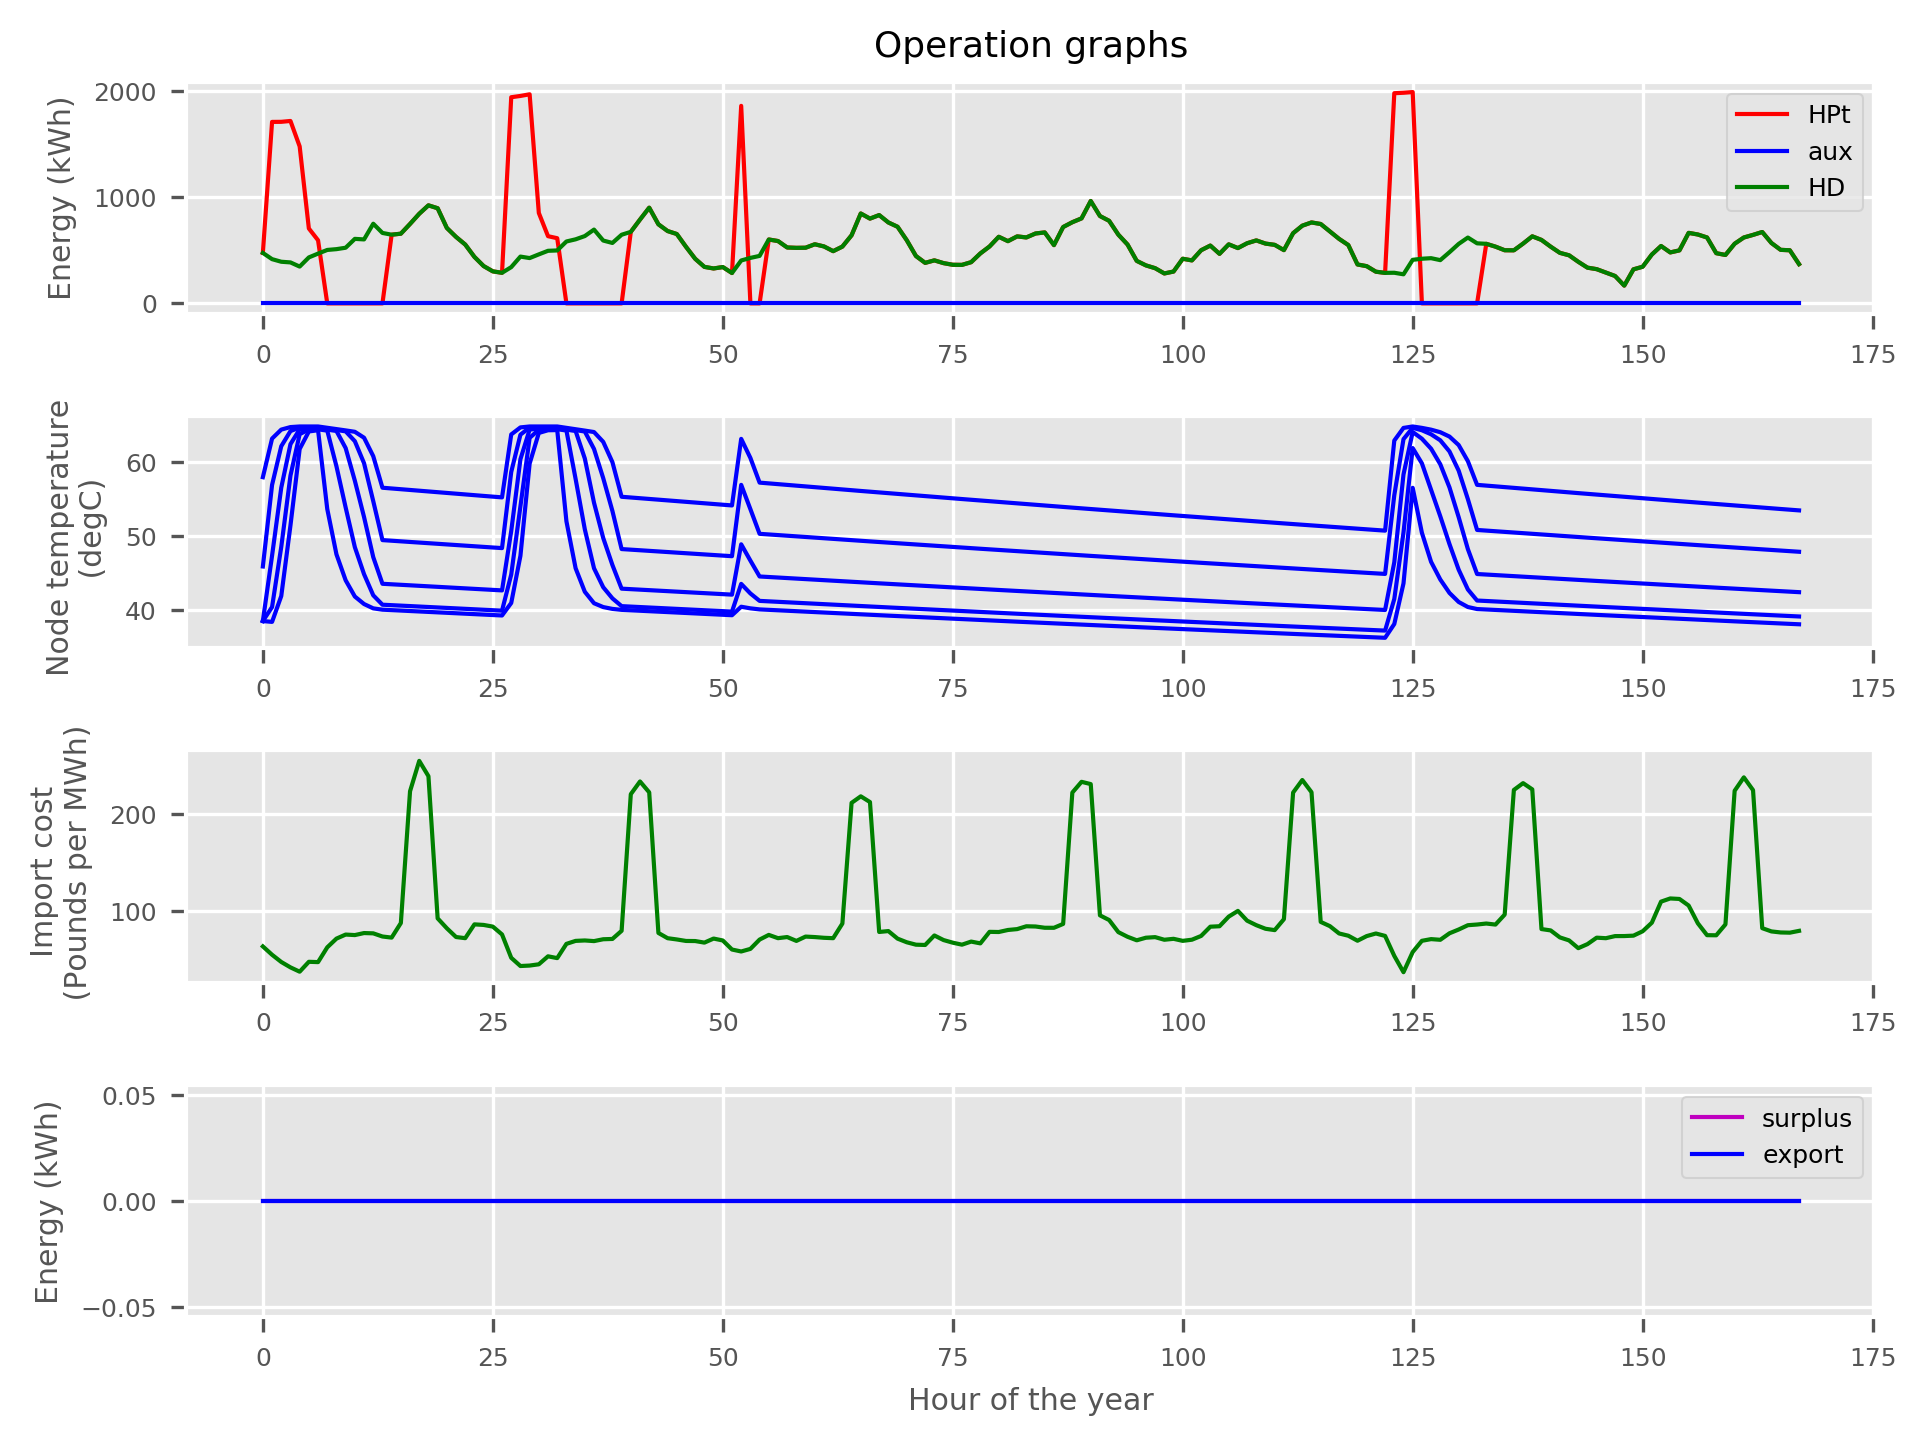 Operation graphs
Energy (kWh)
2000
1000
0
HPt
aux
HD
0 25 50 75 100 125 150 175
Node temperature
(degC)
60
50
40
0 25 50 75 100 125 150 175
Import cost
(Pounds per MWh)
200
100
0 25 50 75 100 125 150 175
Energy (kWh)
0.05
0.00
−0.05
surplus
export
0 25 50 75 100 125 150 175
Hour of the year